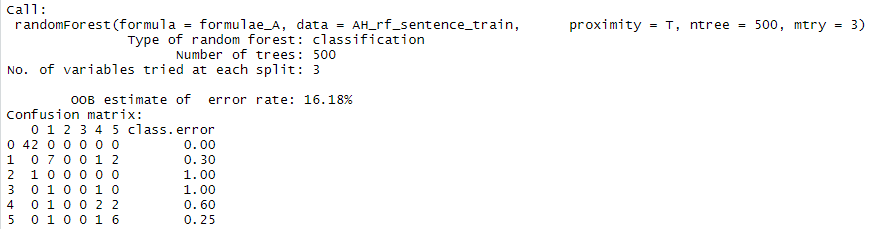 Call:
 randomForest(formula = formulae_A, data = AH_rf_sentence_train,      proximity = T, ntree = 500, mtry = 3)
               Type of random forest: classification
                     Number of trees: 500
No. of variables tried at each split: 3

        OOB estimate of  error rate: 16.18%
Confusion matrix:
   0 1 2 3 4 5 class.error
0 42 0 0 0 0 0        0.00
1  0 7 0 0 1 2        0.30
2  1 0 0 0 0 0        1.00
3  0 1 0 0 1 0        1.00
4  0 1 0 0 2 2        0.60
5  0 1 0 0 1 6        0.25